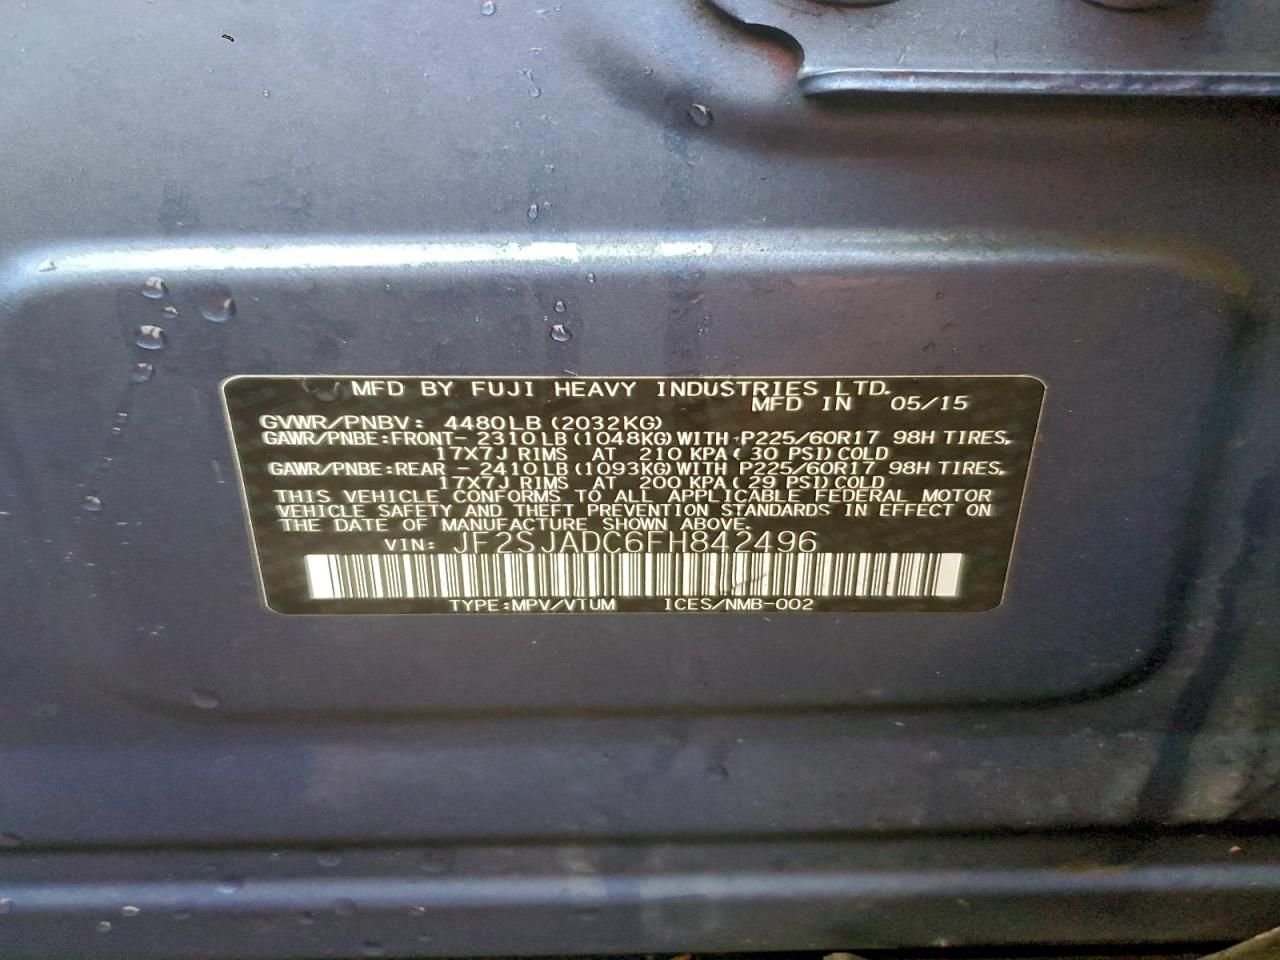 MFD BY FUJI HEAVY INDUSTRIES LTD.
MFD IN 05/15
GVWR/PNBV: 4480LB(2032KG)
GAWR/PNBE:FRONT- 2310LB(1048KG)WITH P225/60R17 98H TIRES,
17X7J RIMS AT 210 KPA(30 PSI)COLD
GAWR/PNBE:REAR - 2410LB(1093KG)WITH P225/60R17 98H TIRES,
17X7J RIMS AT 200 KPA(29 PSI)COLD
THIS VEHICLE CONFORMS TO ALL APPLICABLE FEDERAL MOTOR
VEHICLE SAFETY AND THEFT PREVENTION STANDARDS IN EFFECT ON
THE DATE OF MANUFACTURE SHOWN ABOVE.
VIN: JF2SJADC6FH842496
TYPE:MPV/VTUM ICES/NMB-002